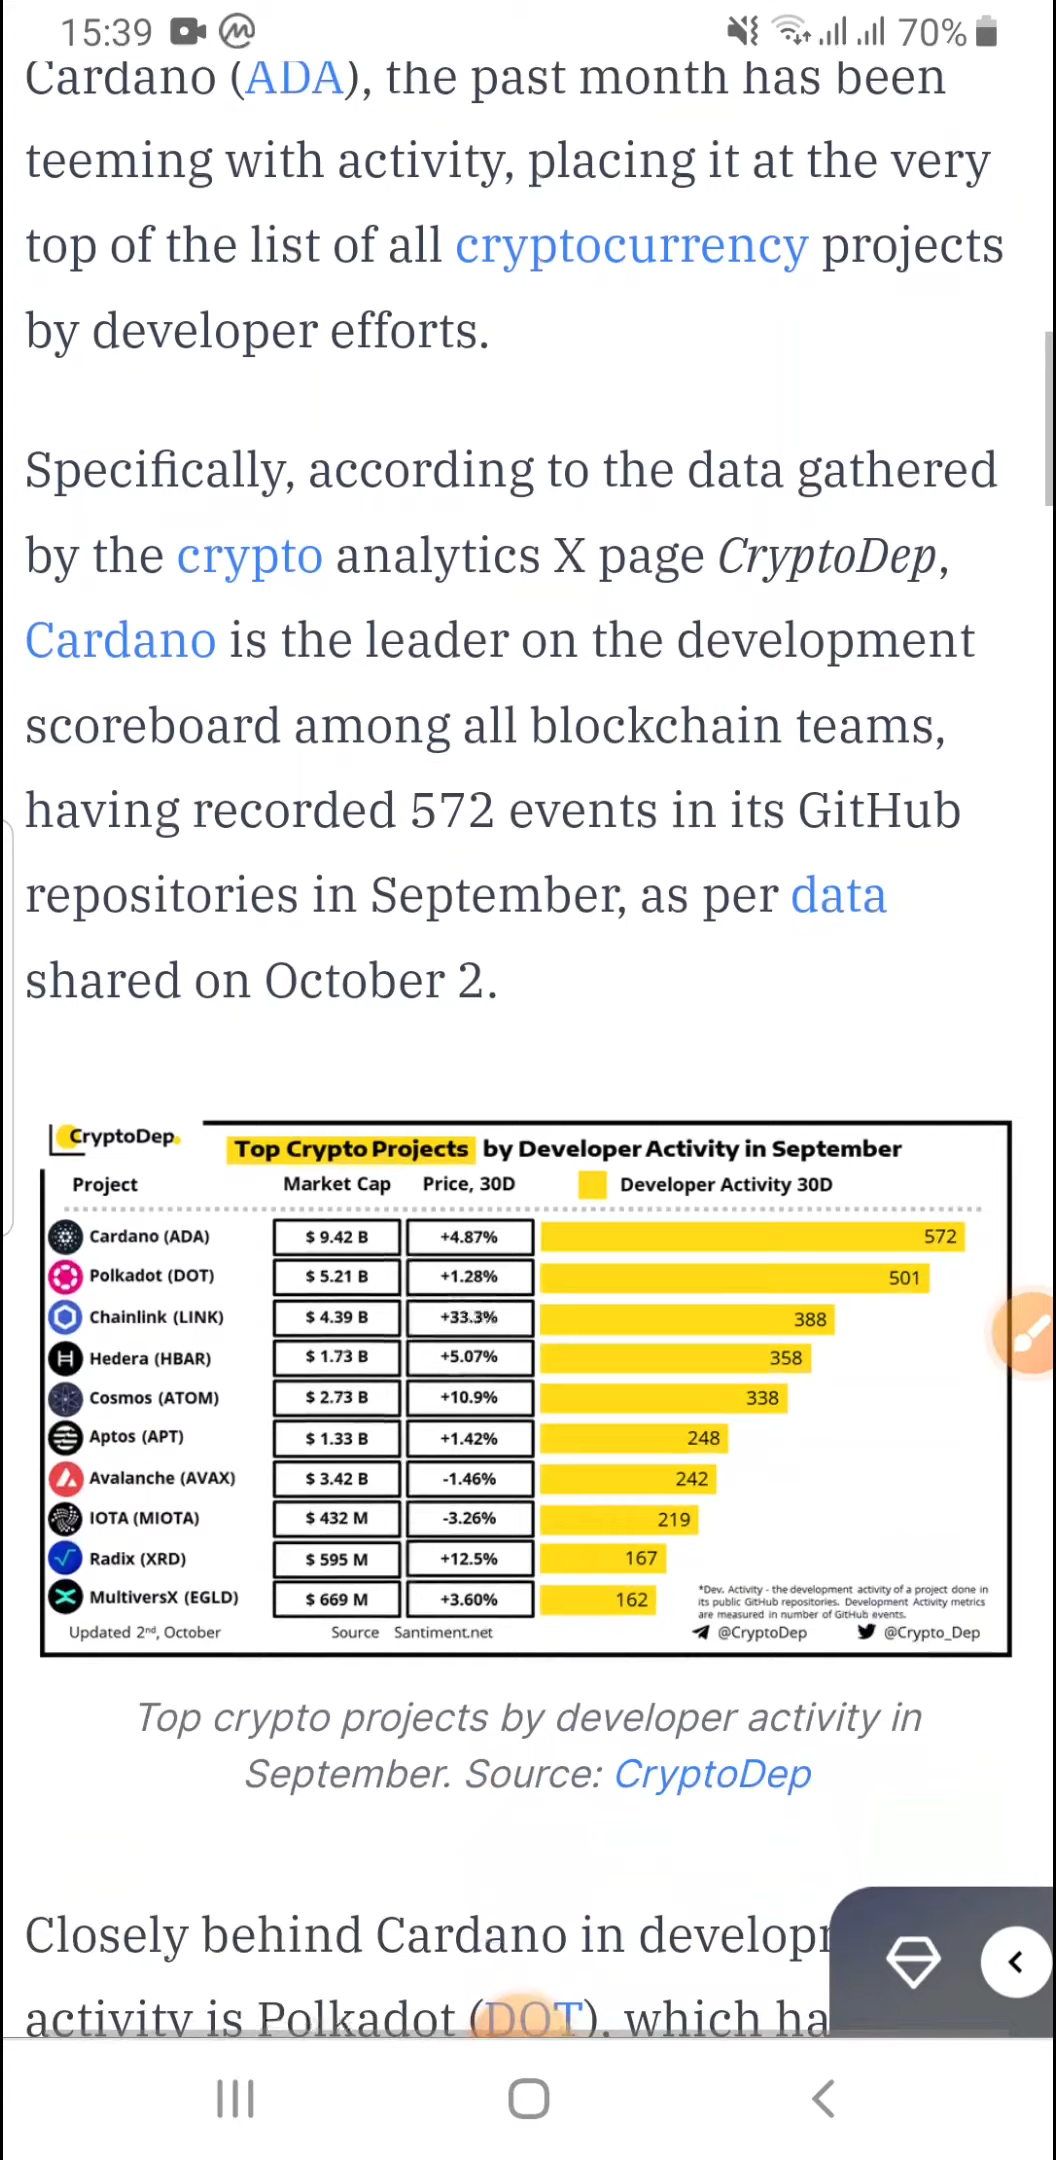 15:39
70%
Cardano (ADA), the past month has been
teeming with activity, placing it at the very
top of the list of all cryptocurrency projects
by developer efforts.
Specifically, according to the data gathered
by the crypto analytics X page CryptoDep,
Cardano is the leader on the development
scoreboard among all blockchain teams,
having recorded 572 events in its GitHub
repositories in September, as per data
shared on October 2.
CryptoDep.
Top Crypto Projects by Developer Activity in September
Project Market Cap Price, 30D Developer Activity 30D
Cardano (ADA) $ 9.42 B +4.87% 572
Polkadot (DOT) $ 5.21 B +1.28% 501
Chainlink (LINK) $ 4.39 B +33.3% 388
Hedera (HBAR) $ 1.73 B +5.07% 358
Cosmos (ATOM) $ 2.73 B +10.9% 338
Aptos (APT) $ 1.33 B +1.42% 248
Avalanche (AVAX) $ 3.42 B -1.46% 242
IOTA (MIOTA) $ 432 M -3.26% 219
Radix (XRD) $ 595 M +12.5% 167
MultiversX (EGLD) $ 669 M +3.60% 162
*Dev. Activity - the development activity of a project done in
its public GitHub repositories. Development Activity metrics
are measured in number of GitHub events.
Updated 2nd, October Source Santiment.net @CryptoDep @Crypto_Dep
Top crypto projects by developer activity in
September. Source: CryptoDep
Closely behind Cardano in develop
activity is Polkadot (DOT), which ha